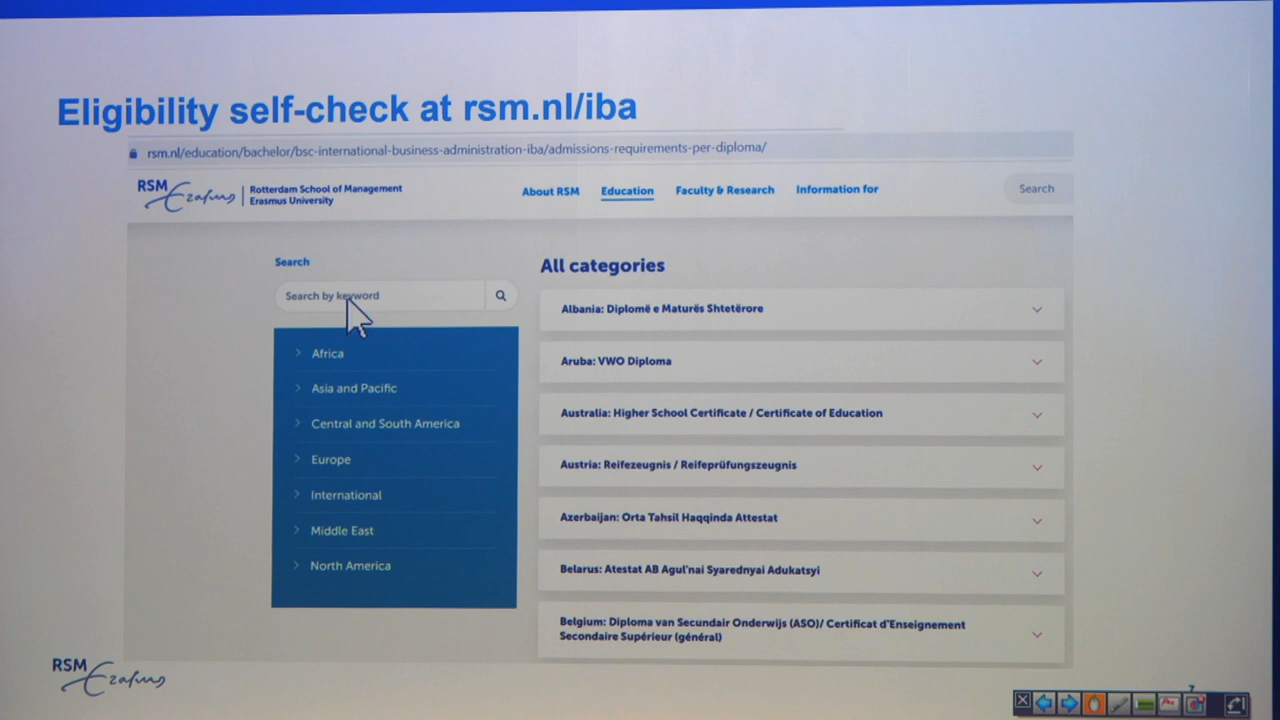 Eligibility self-check at rsm.nl/iba
rsm.nl/education/bachelor/bsc-international-business-administration-iba/admissions-requirements-per-diploma/
RSM Erasmus
Rotterdam School of Management
Erasmus University
About RSM
Education
Faculty & Research
Information for
Search
Search
Search by keyword
Africa
Asia and Pacific
Central and South America
Europe
International
Middle East
North America
All categories
Albania: Diplomë e Maturës Shtetërore
Aruba: VWO Diploma
Australia: Higher School Certificate / Certificate of Education
Austria: Reifezeugnis / Reifeprüfungszeugnis
Azerbaijan: Orta Tahsil Haqqinda Attestat
Belarus: Atestat AB Agul'nai Syarednyai Adukatsyi
Belgium: Diploma van Secundair Onderwijs (ASO)/ Certificat d'Enseignement
Secondaire Supérieur (général)
RSM Erasmus
7